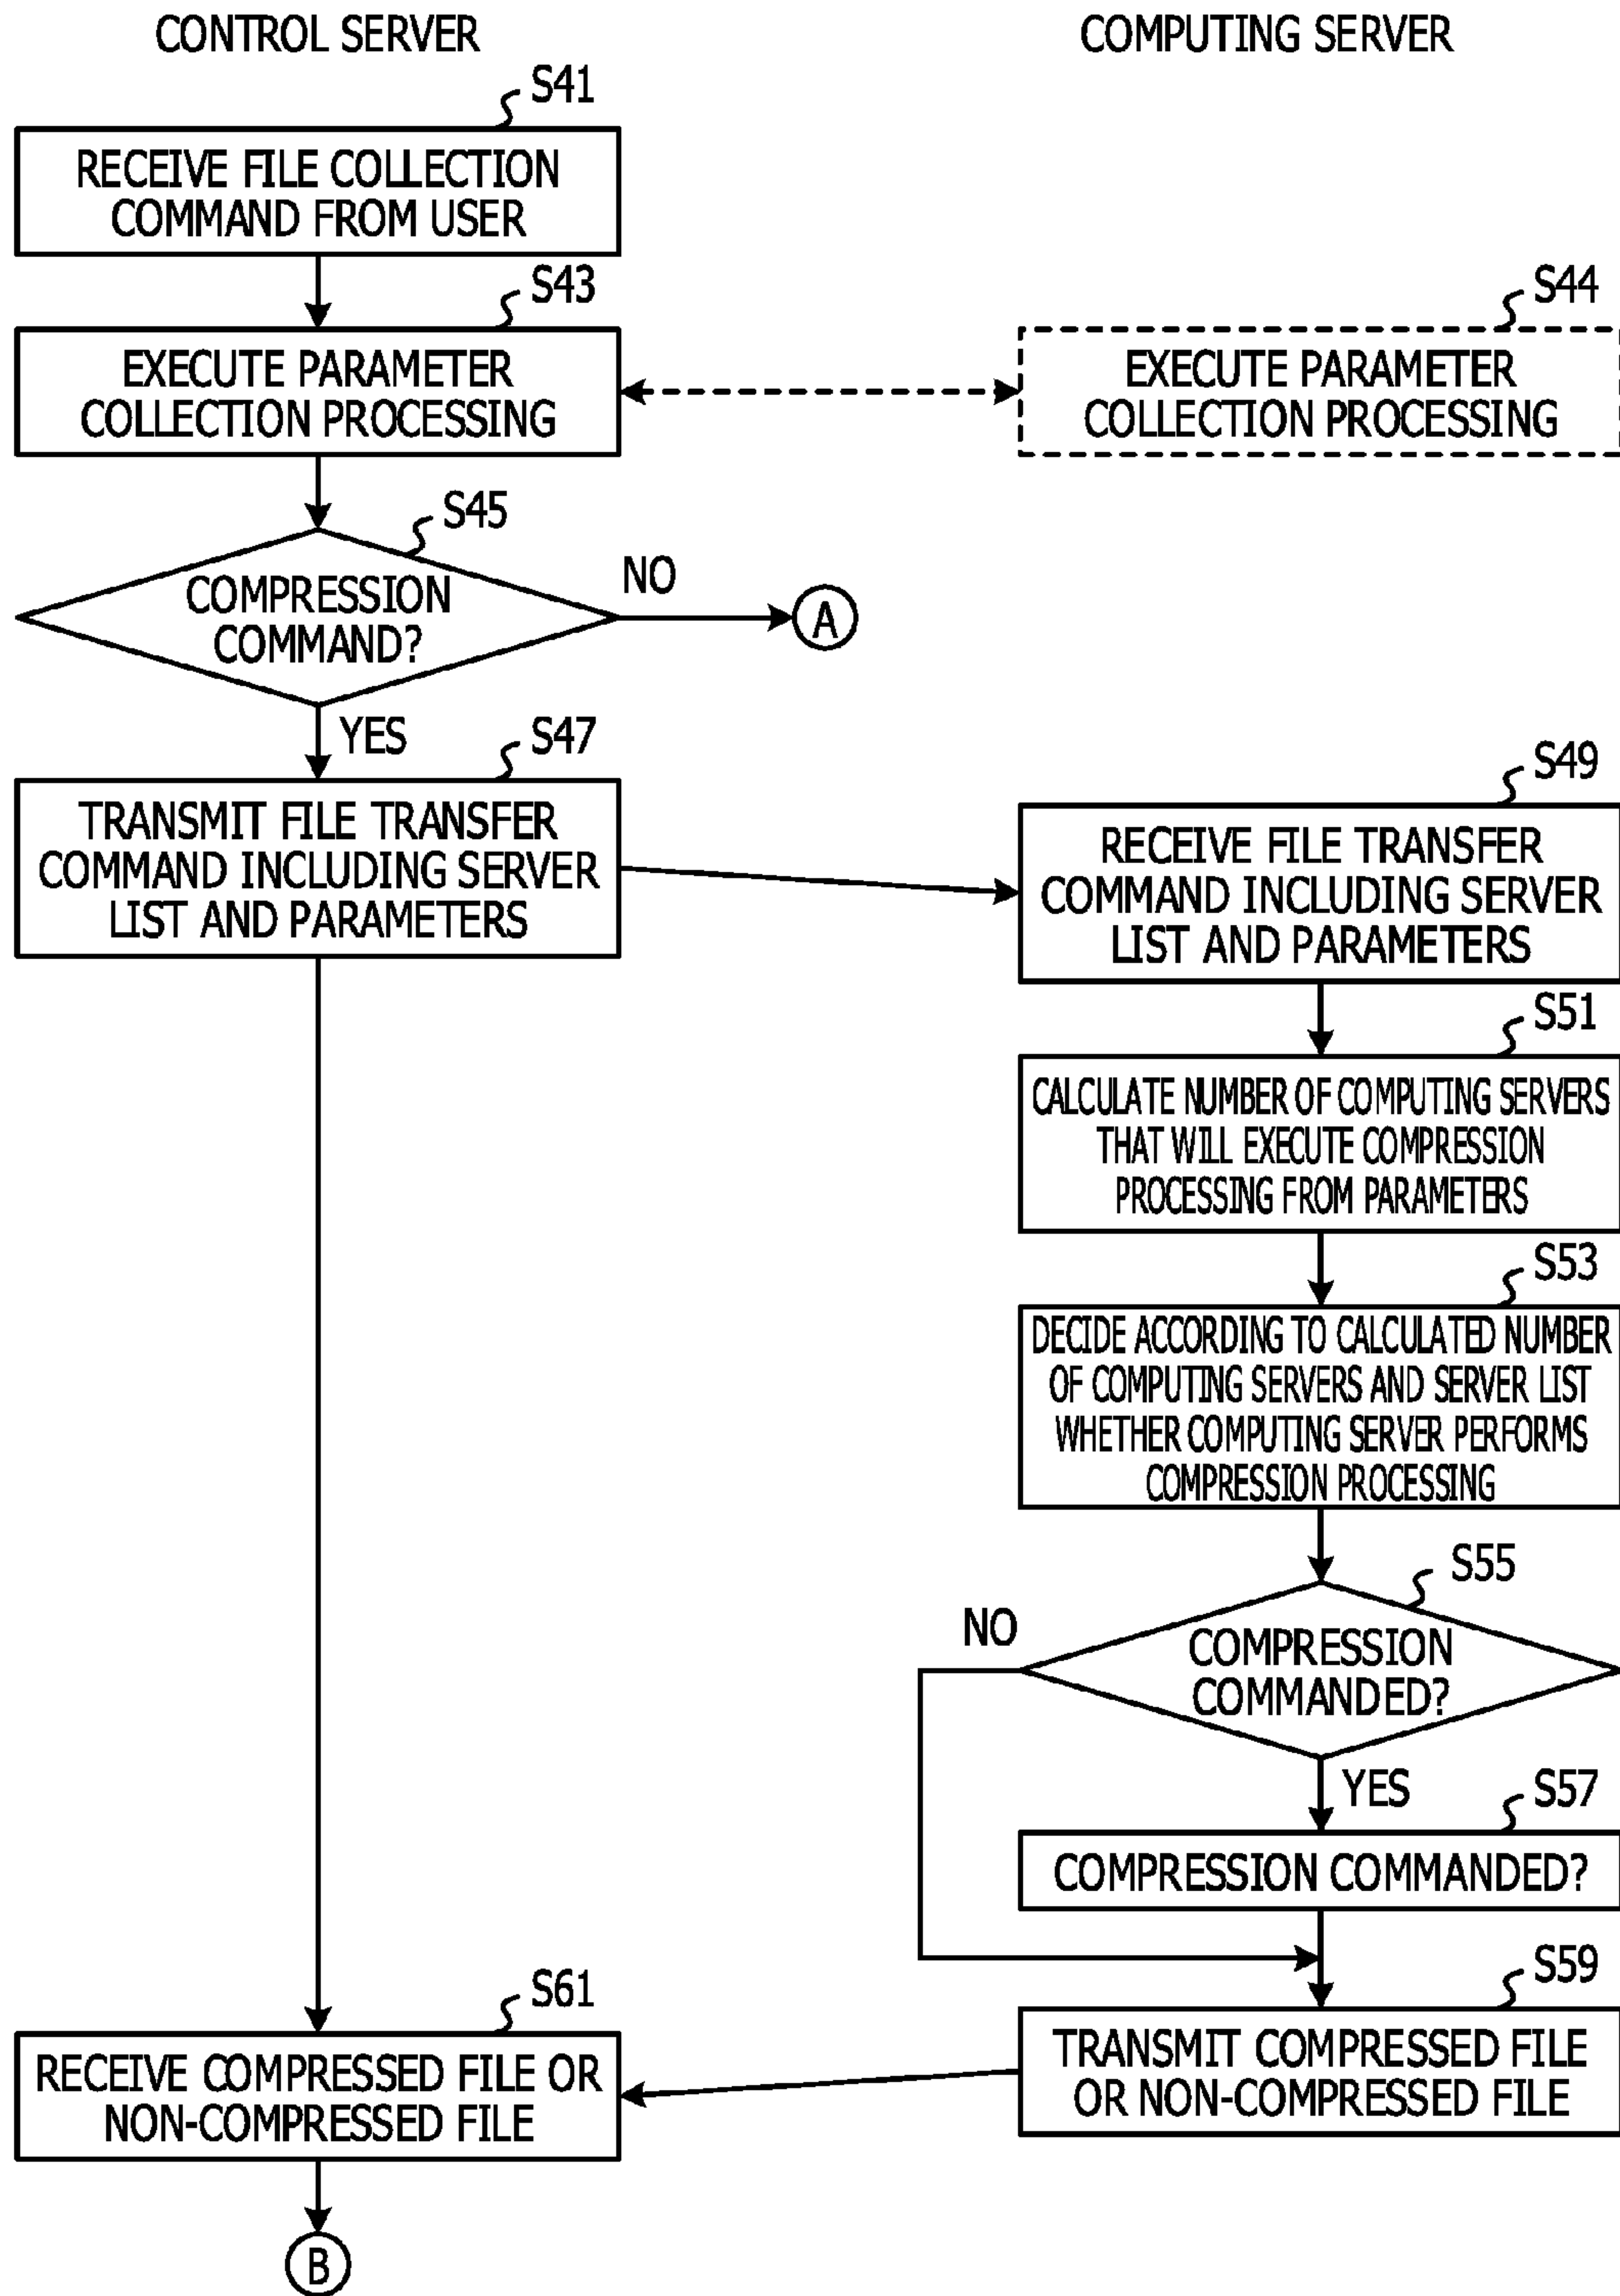 CONTROL SERVER
COMPUTING SERVER
S41
RECEIVE FILE COLLECTION
COMMAND FROM USER
S43
EXECUTE PARAMETER
COLLECTION PROCESSING
S44
EXECUTE PARAMETER
COLLECTION PROCESSING
S45
COMPRESSION
COMMAND?
NO
A
YES
S47
TRANSMIT FILE TRANSFER
COMMAND INCLUDING SERVER
LIST AND PARAMETERS
S49
RECEIVE FILE TRANSFER
COMMAND INCLUDING SERVER
LIST AND PARAMETERS
S51
CALCULATE NUMBER OF COMPUTING SERVERS
THAT WILL EXECUTE COMPRESSION
PROCESSING FROM PARAMETERS
S53
DECIDE ACCORDING TO CALCULATED NUMBER
OF COMPUTING SERVERS AND SERVER LIST
WHETHER COMPUTING SERVER PERFORMS
COMPRESSION PROCESSING
S55
COMPRESSION
COMMANDED?
NO
YES
S57
COMPRESSION COMMANDED?
S59
TRANSMIT COMPRESSED FILE
OR NON-COMPRESSED FILE
S61
RECEIVE COMPRESSED FILE OR
NON-COMPRESSED FILE
B